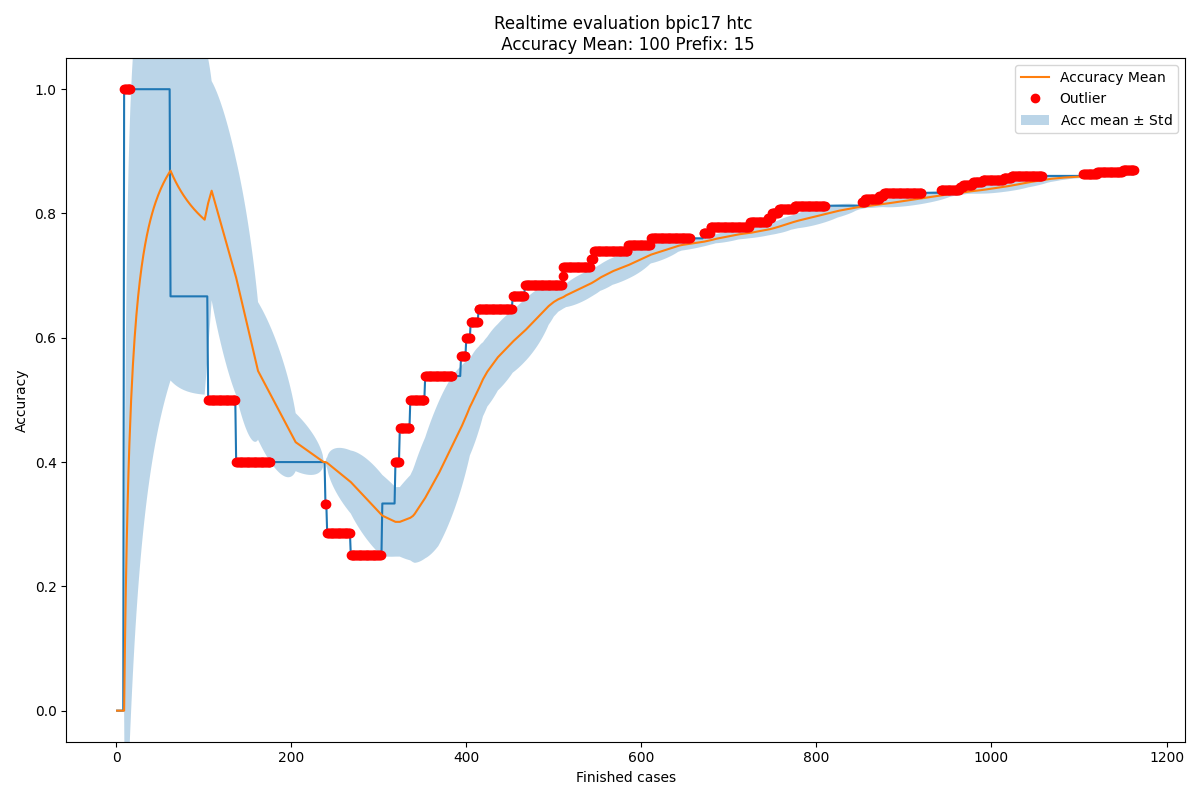 Realtime evaluation bpic17 htc
Accuracy Mean: 100 Prefix: 15
Accuracy Mean
Outlier
Acc mean ± Std
1.0
0.8
0.6
0.4
0.2
0.0
Accuracy
0 200 400 600 800 1000 1200
Finished cases